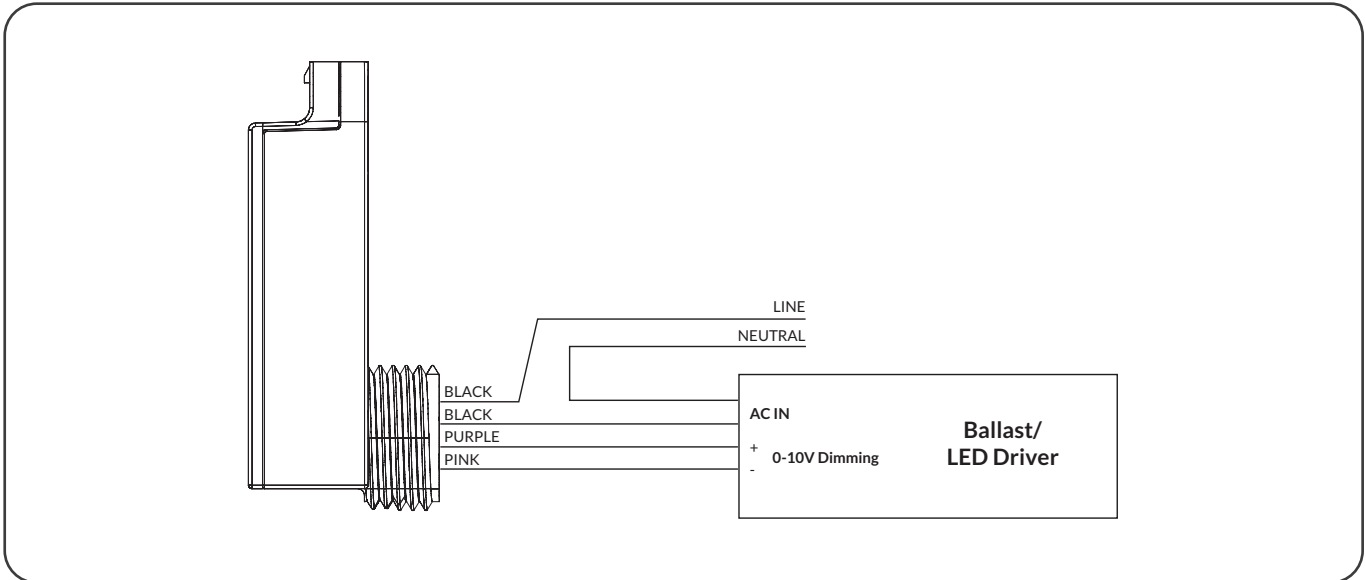 LINE
NEUTRAL
BLACK
BLACK
PURPLE
PINK
AC IN
+
0-10V Dimming
-
Ballast/
LED Driver